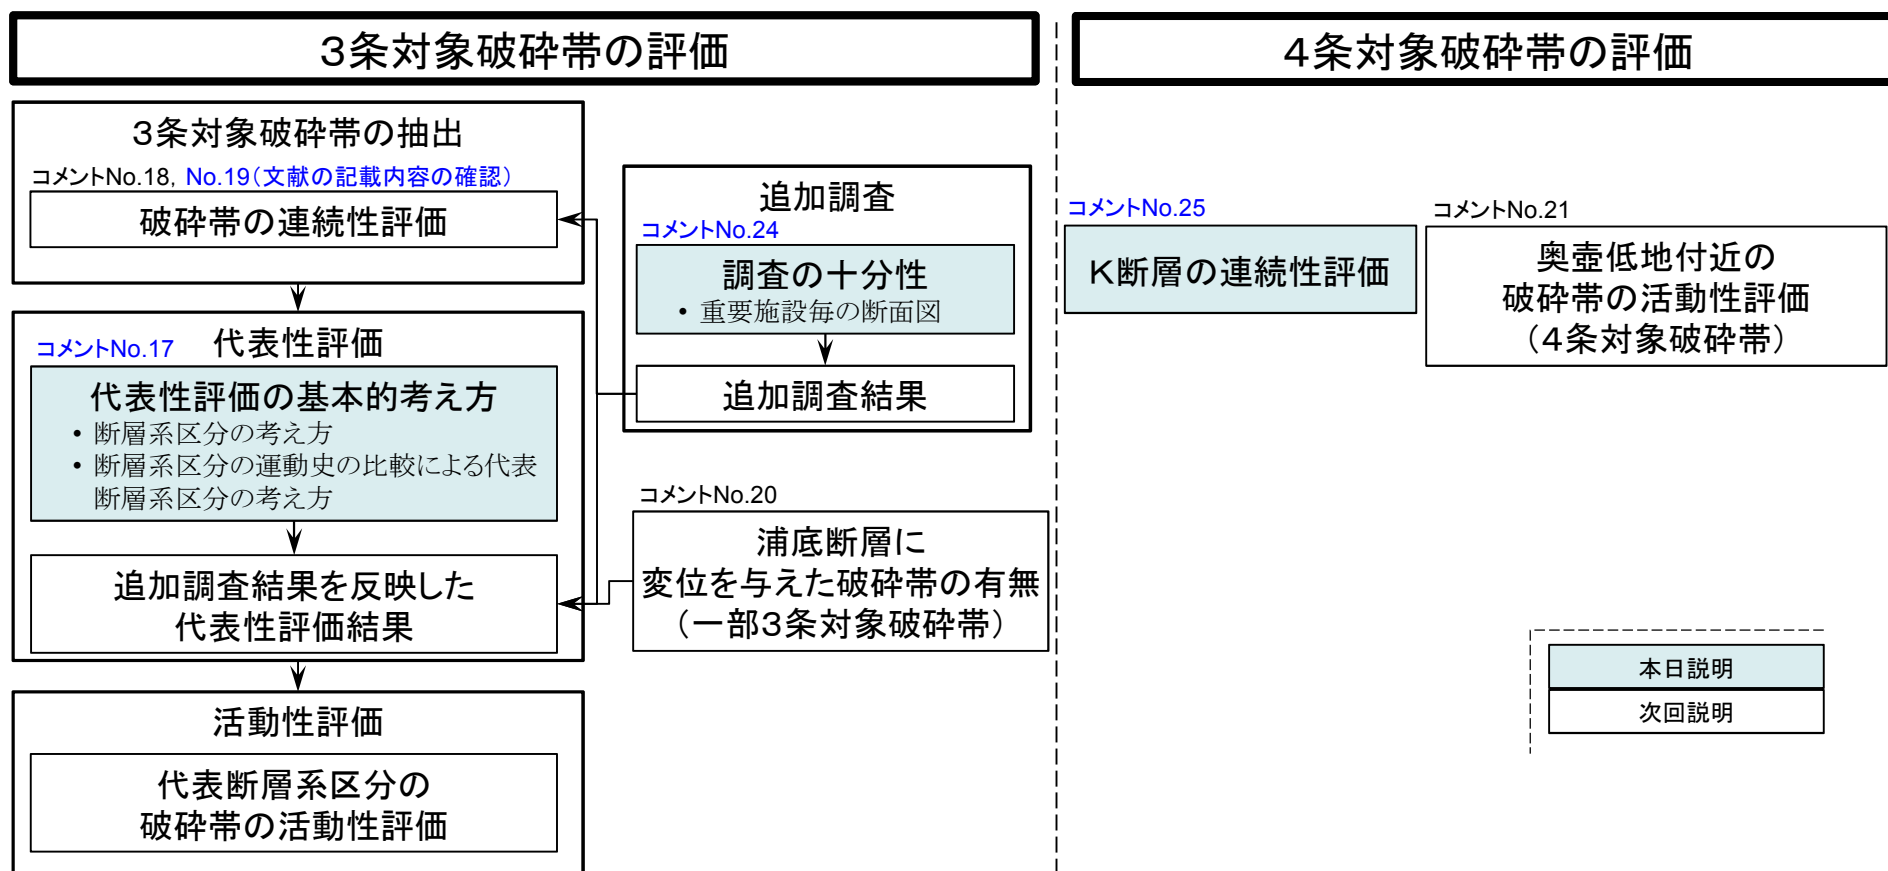 ３条対象破砕帯の評価
３条対象破砕帯の抽出
コメントNo.18，No.19（文献の記載内容の確認）
破砕帯の連続性評価
コメントNo.17
代表性評価
代表性評価の基本的考え方
• 断層系区分の考え方
• 断層系区分の運動史の比較による代表
断層系区分の考え方
追加調査結果を反映した
代表性評価結果
活動性評価
代表断層系区分の
破砕帯の活動性評価
追加調査
コメントNo.24
調査の十分性
• 重要施設毎の断面図
追加調査結果
コメントNo.20
浦底断層に
変位を与えた破砕帯の有無
（一部３条対象破砕帯）
４条対象破砕帯の評価
コメントNo.25
Ｋ断層の連続性評価
コメントNo.21
奥壷低地付近の
破砕帯の活動性評価
（４条対象破砕帯）
本日説明
次回説明